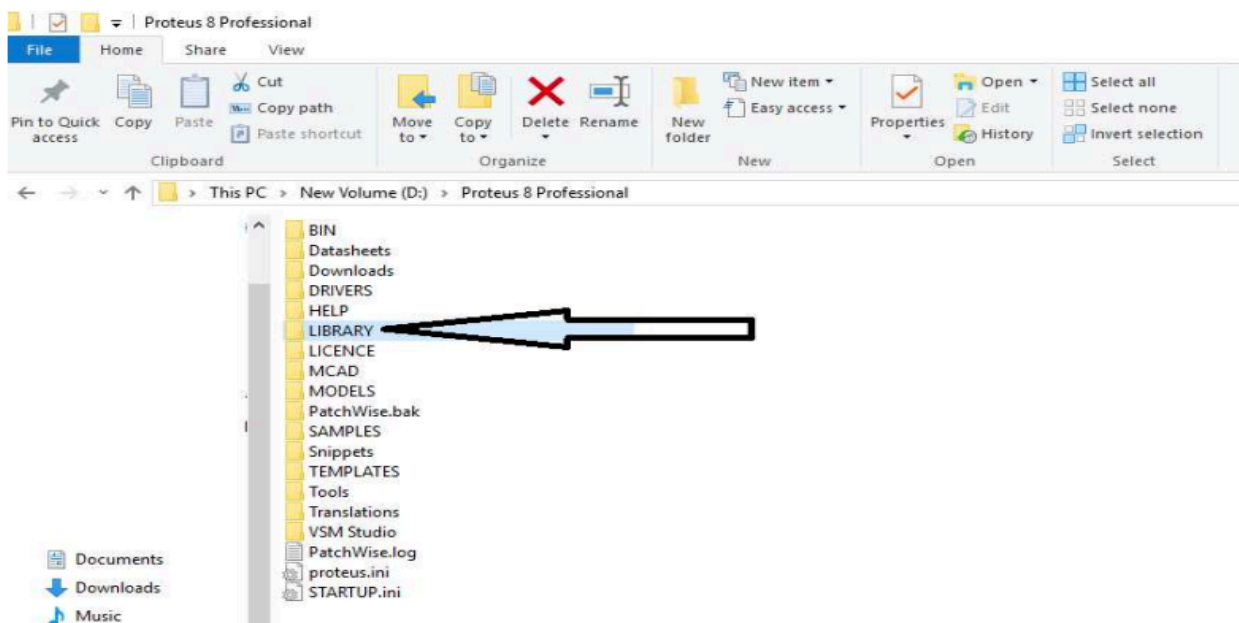 Proteus 8 Professional
File Home Share View
Pin to Quick access
Copy
Paste
Cut
Copy path
Paste shortcut
Clipboard
Move to
Copy to
Delete
Rename
Organize
New folder
New item
Easy access
New
Properties
Open
Edit
History
Open
Select all
Select none
Invert selection
Select
This PC > New Volume (D:) > Proteus 8 Professional
BIN
Datasheets
Downloads
DRIVERS
HELP
LIBRARY
LICENCE
MCAD
MODELS
PatchWise.bak
SAMPLES
Snippets
TEMPLATES
Tools
Translations
VSM Studio
PatchWise.log
proteus.ini
STARTUP.ini
Documents
Downloads
Music